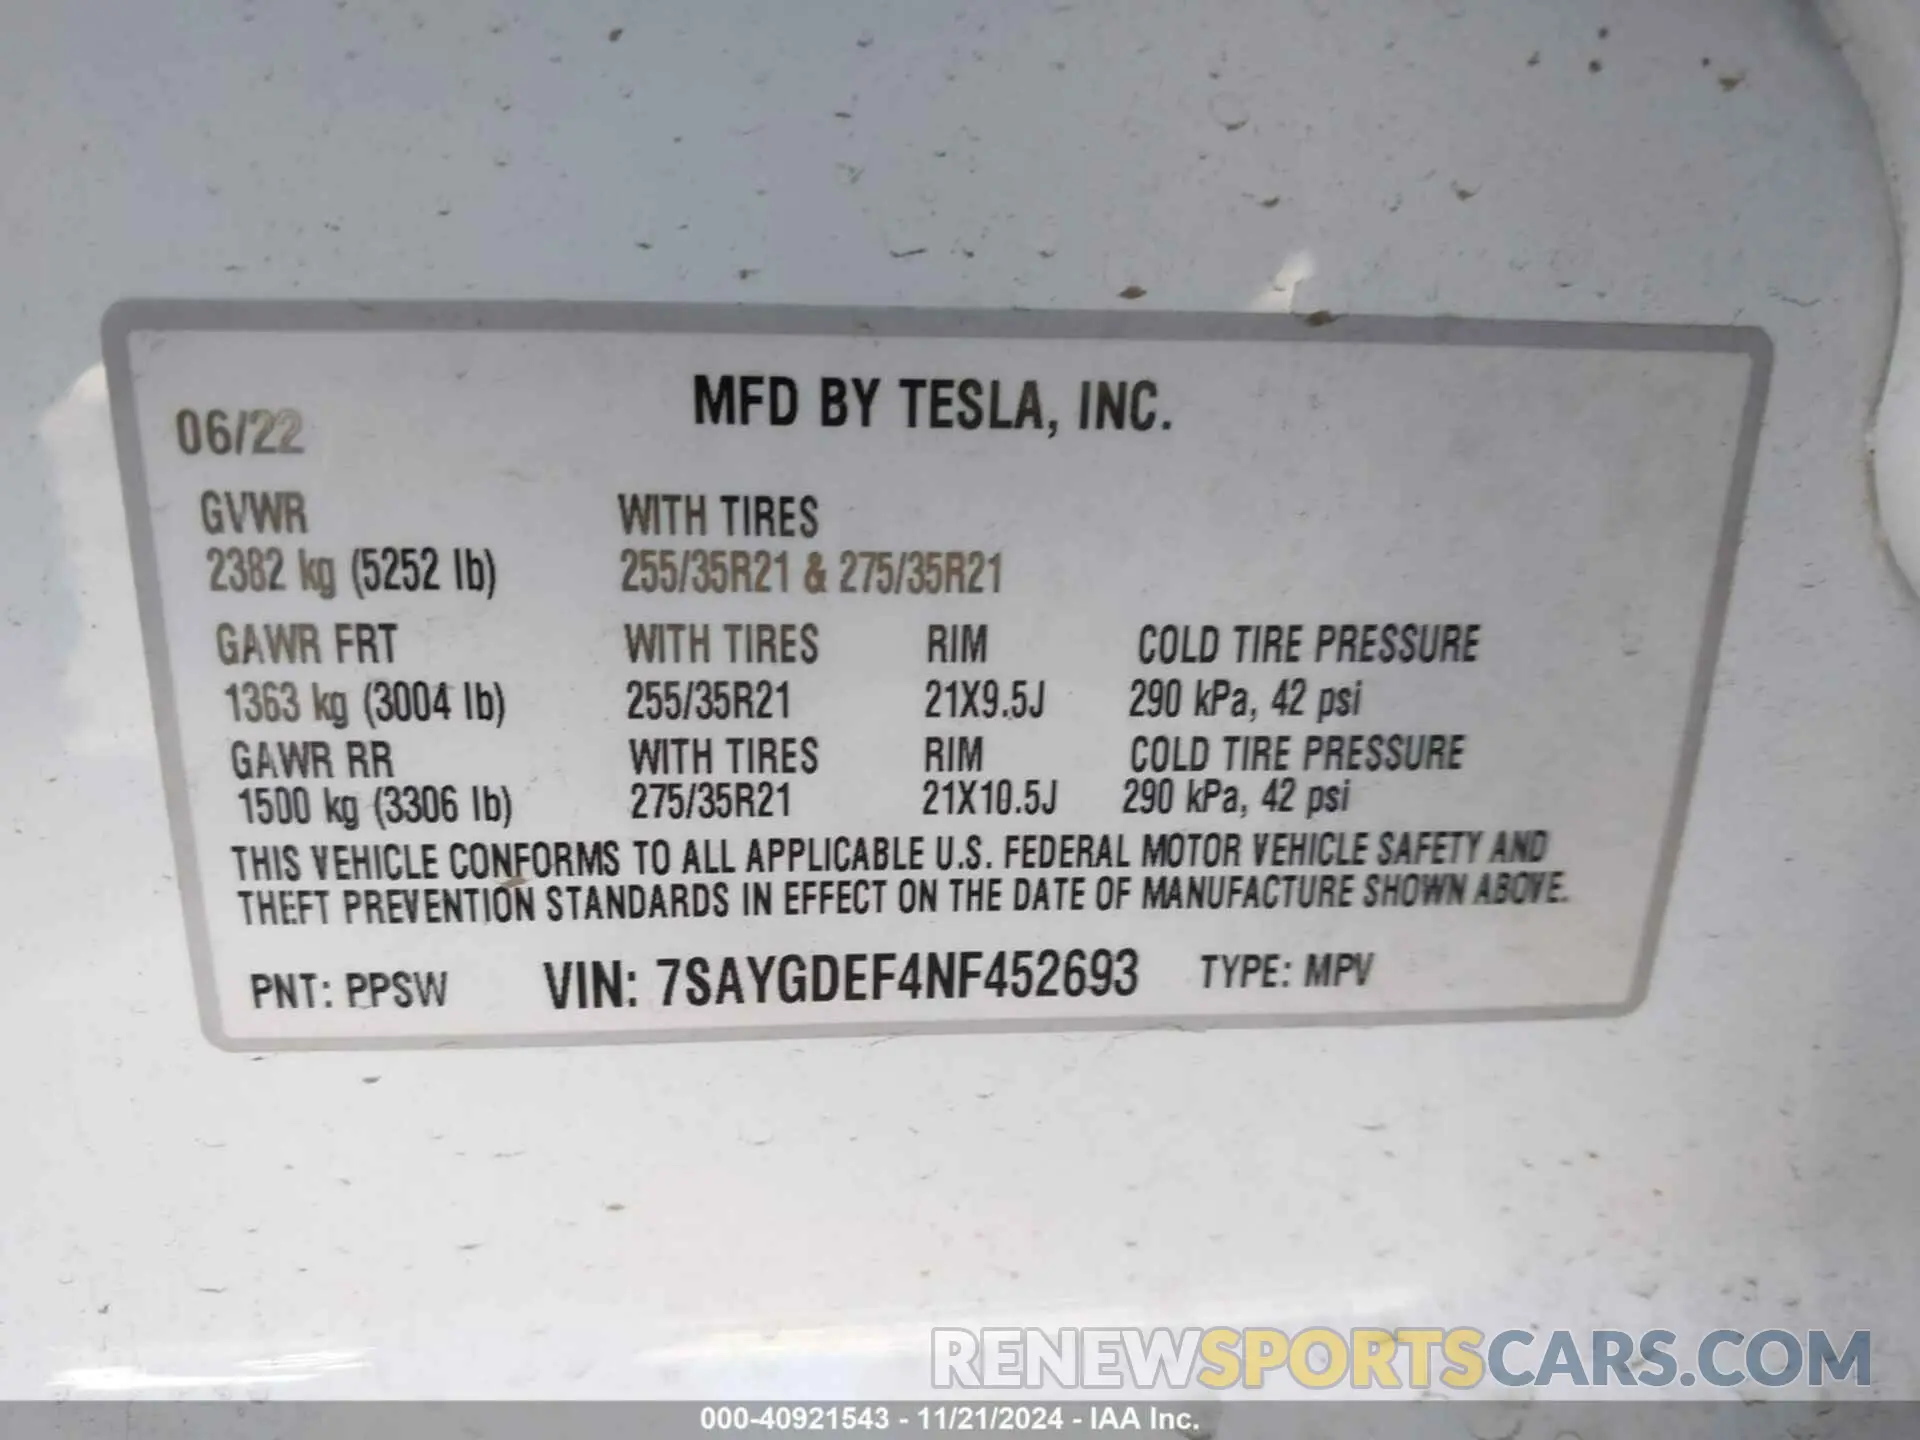 MFD BY TESLA, INC.
06/22
GVWR WITH TIRES
2382 kg (5252 lb) 255/35R21 & 275/35R21
GAWR FRT WITH TIRES RIM COLD TIRE PRESSURE
1363 kg (3004 lb) 255/35R21 21X9.5J 290 kPa, 42 psi
GAWR RR WITH TIRES RIM COLD TIRE PRESSURE
1500 kg (3306 lb) 275/35R21 21X10.5J 290 kPa, 42 psi
THIS VEHICLE CONFORMS TO ALL APPLICABLE U.S. FEDERAL MOTOR VEHICLE SAFETY AND
THEFT PREVENTION STANDARDS IN EFFECT ON THE DATE OF MANUFACTURE SHOWN ABOVE.
PNT: PPSW VIN: 7SAYGDEF4NF452693 TYPE: MPV
RENEWSPORTSCARS.COM
000-40921543 - 11/21/2024 - IAA Inc.